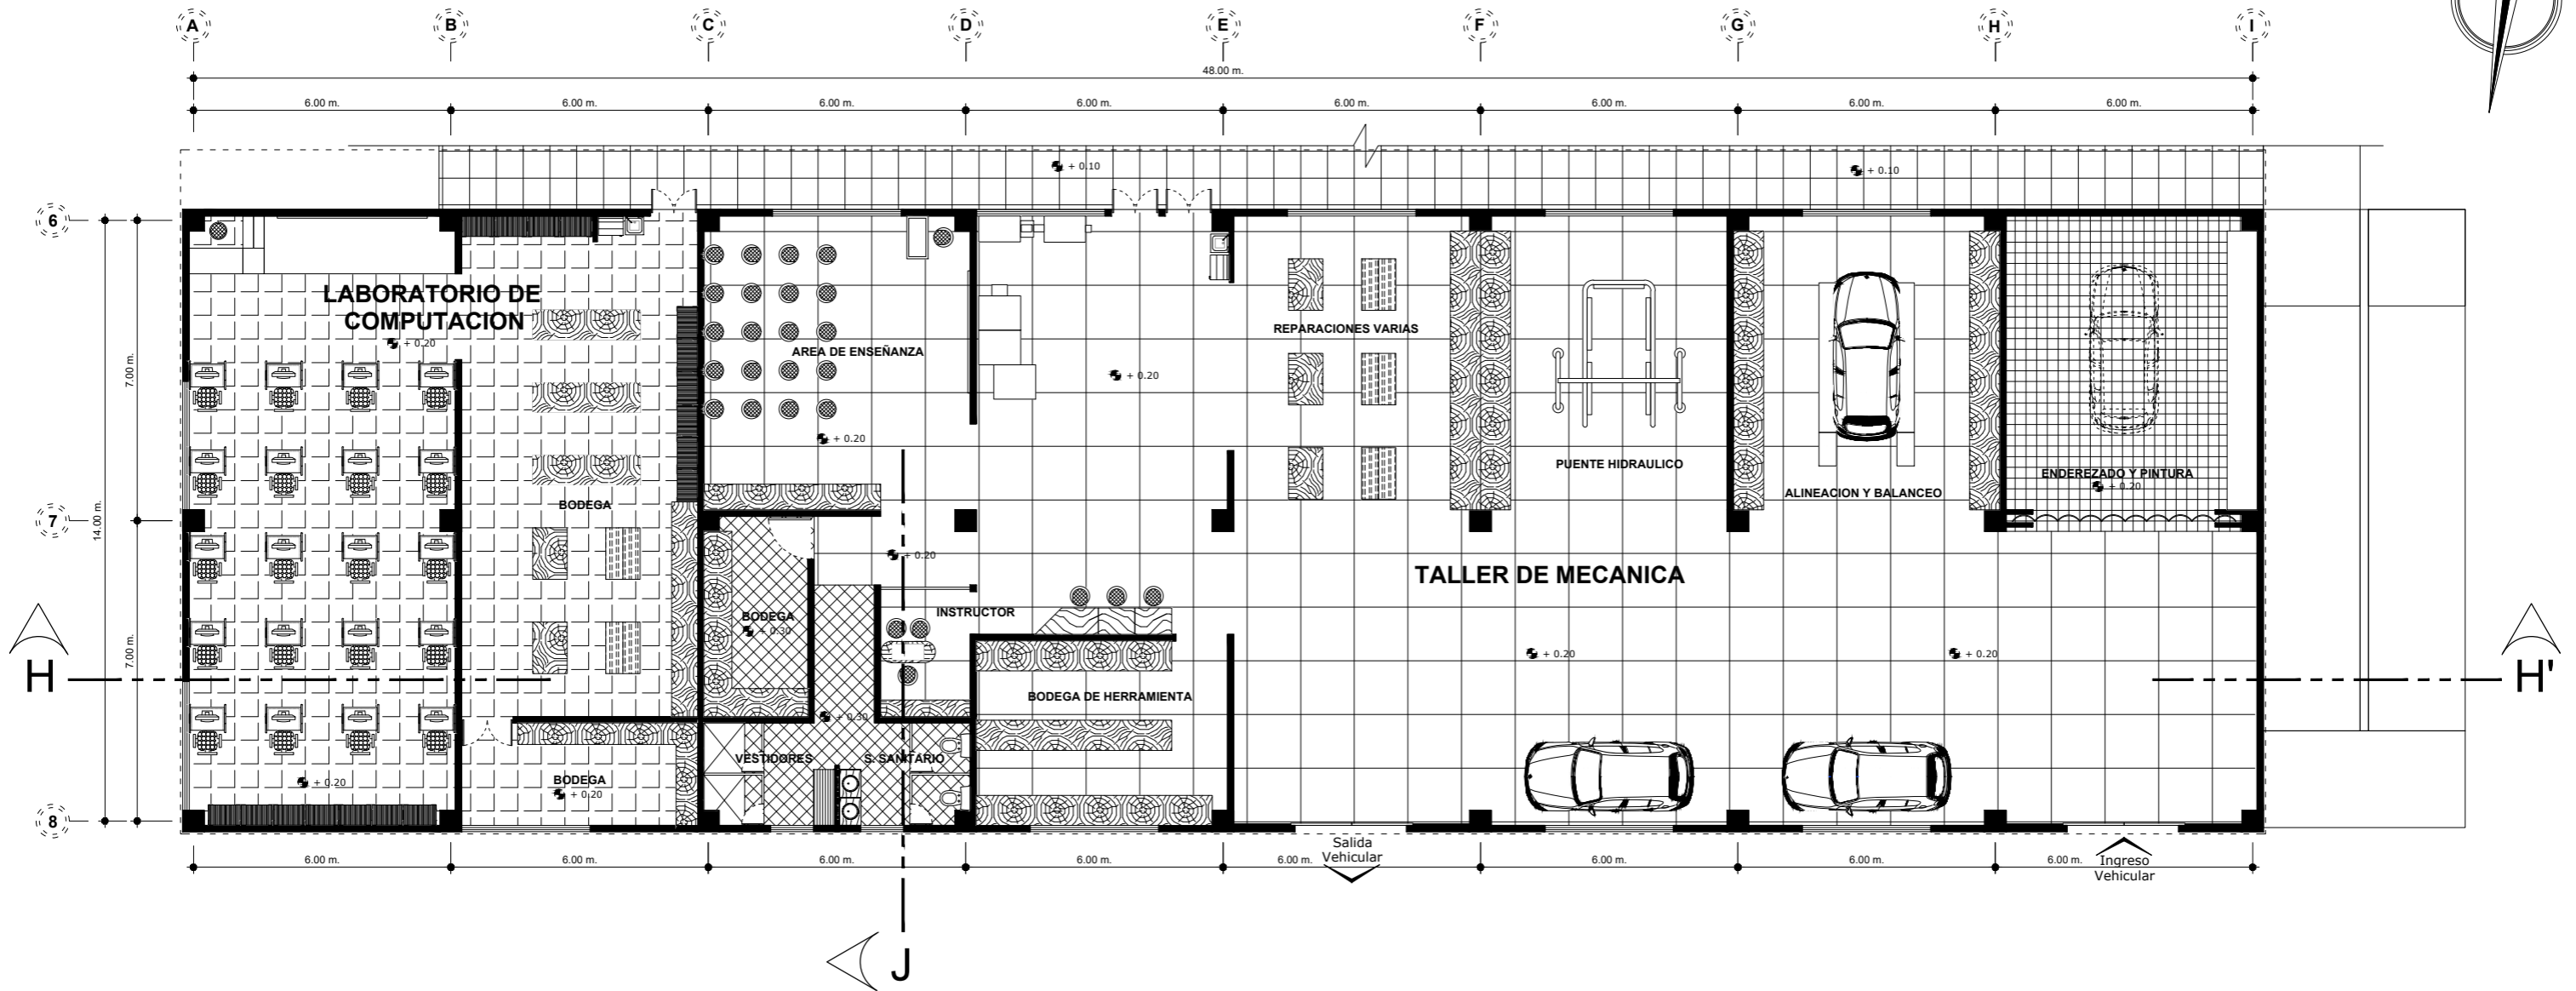 A B C D E F G H I
48.00 m.
6.00 m. 6.00 m. 6.00 m. 6.00 m. 6.00 m. 6.00 m. 6.00 m. 6.00 m.
+ 0.10
+ 0.10
6
7
8
7.00 m.
14.00 m.
7.00 m.
LABORATORIO DE
COMPUTACION
+ 0.20
BODEGA
AREA DE ENSEÑANZA
+ 0.20
+ 0.20
REPARACIONES VARIAS
PUENTE HIDRAULICO
ALINEACION Y BALANCEO
ENDEREZADO Y PINTURA
+ 0.20
+ 0.20
TALLER DE MECANICA
INSTRUCTOR
BODEGA
+ 0.30
+ 0.20
+ 0.20
H
H'
BODEGA DE HERRAMIENTA
+ 0.30
VESTIDORES
S. SANITARIO
BODEGA
+ 0.20
+ 0.20
6.00 m. 6.00 m. 6.00 m. 6.00 m. 6.00 m. 6.00 m. 6.00 m. 6.00 m.
Salida
Vehicular
Ingreso
Vehicular
J